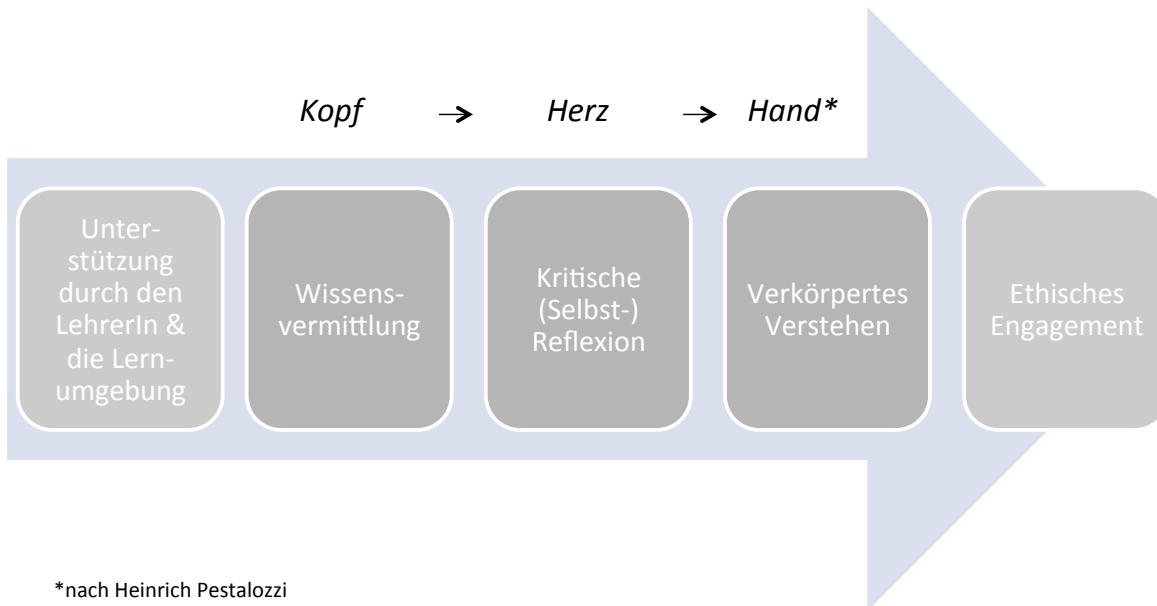 Kopf → Herz → Hand*
Unter-
stützung
durch den
LehrerIn &
die Lern-
umgebung
Wissens-
vermittlung
Kritische
(Selbst-)
Reflexion
Verkörpertes
Verstehen
Ethisches
Engagement
*nach Heinrich Pestalozzi